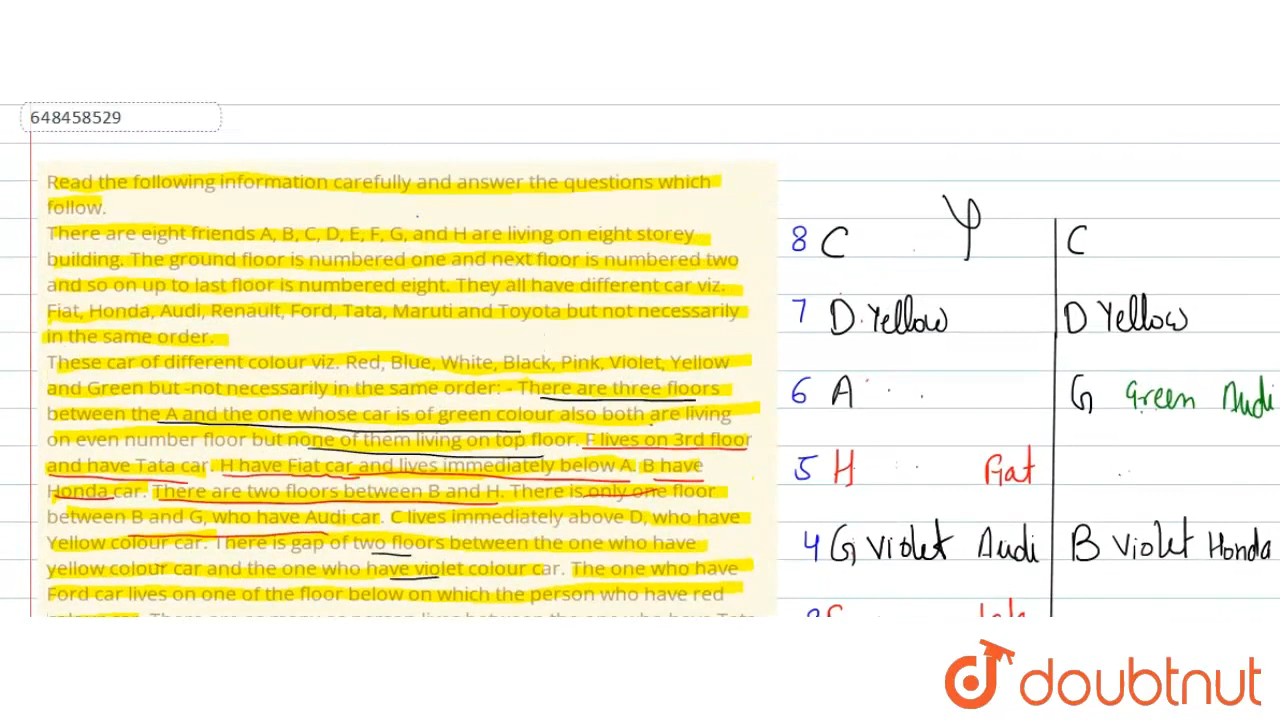 648458529
Read the following information carefully and answer the questions which
follow.
There are eight friends A, B, C, D, E, F, G, and H are living on eight storey
building. The ground floor is numbered one and next floor is numbered two
and so on up to last floor is numbered eight. They all have different car viz.
Fiat, Honda, Audi, Renault, Ford, Tata, Maruti and Toyota but not necessarily
in the same order.
These car of different colour viz. Red, Blue, White, Black, Pink, Violet, Yellow
and Green but -not necessarily in the same order: - There are three floors
between the A and the one whose car is of green colour also both are living
on even number floor but none of them living on top floor. F lives on 3rd floor
and have Tata car. H have Fiat car and lives immediately below A. B have
Honda car. There are two floors between B and H. There is only one floor
between B and G, who have Audi car. C lives immediately above D, who have
Yellow colour car. There is gap of two floors between the one who have
yellow colour car and the one who have violet colour car. The one who have
Ford car lives on one of the floor below on which the person who have red
8 C C
7 D Yellow D Yellow
6 A G Green Audi
5 H Fiat
4 G Violet Audi B Violet Honda
doubtnut